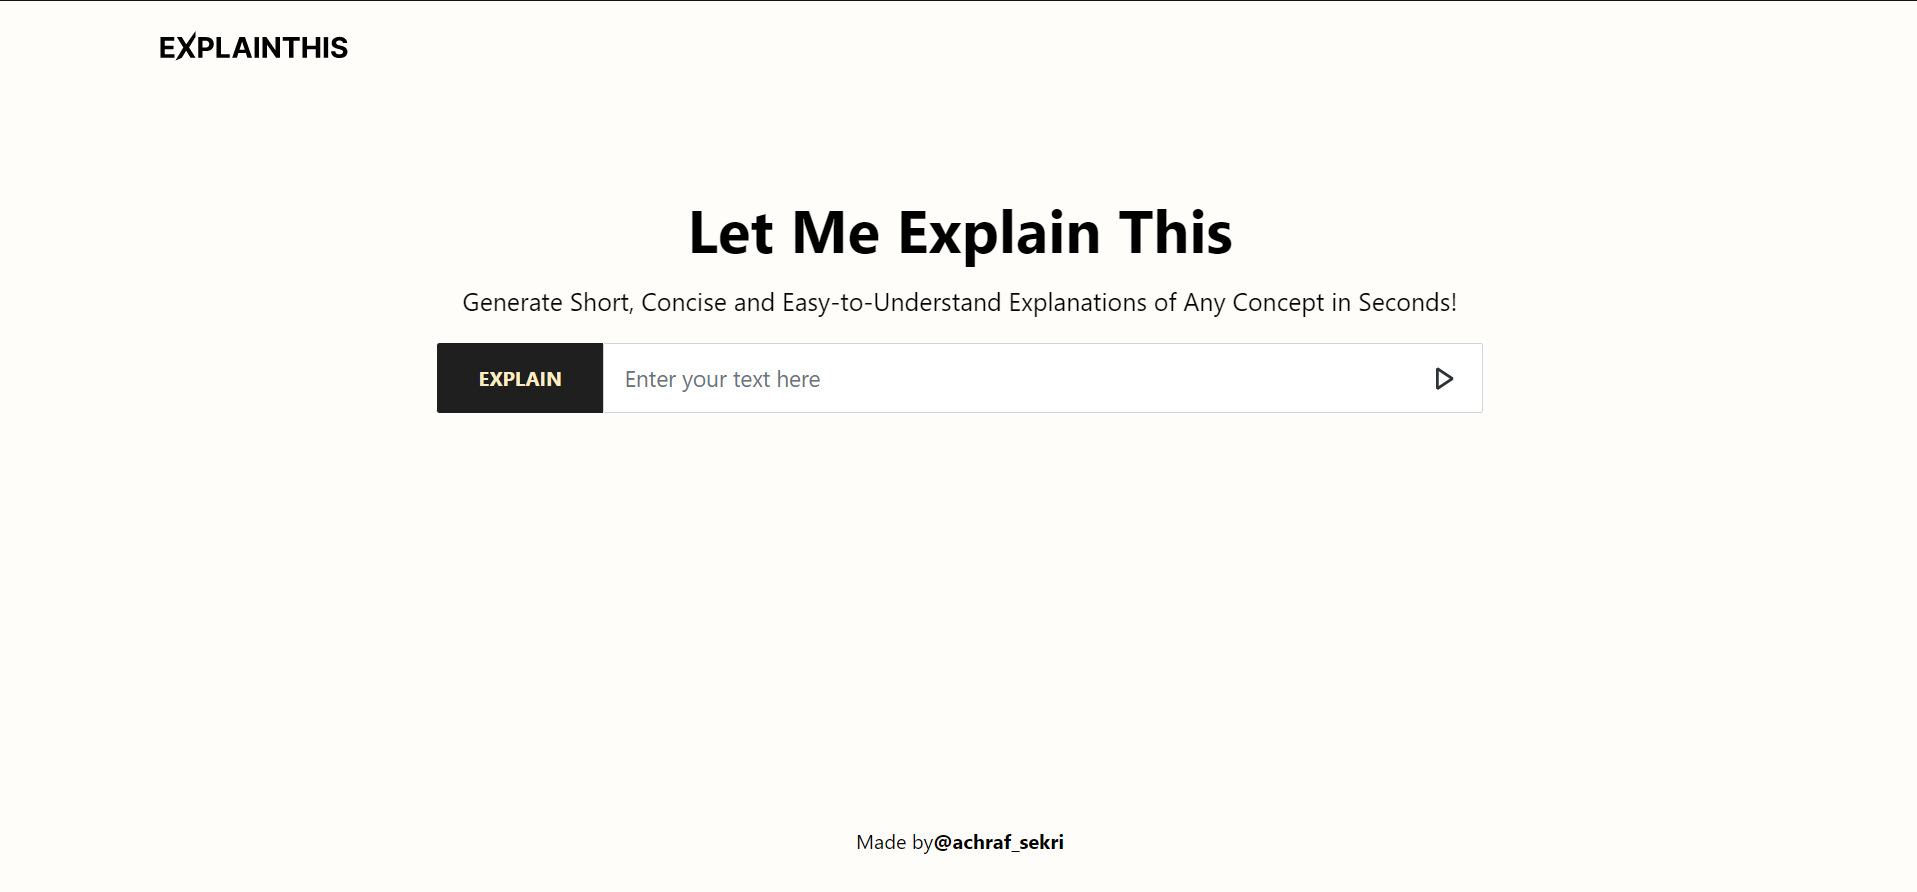 EXPLAINTHIS
Let Me Explain This
Generate Short, Concise and Easy-to-Understand Explanations of Any Concept in Seconds!
EXPLAIN
Enter your text here
Made by@achraf_sekri